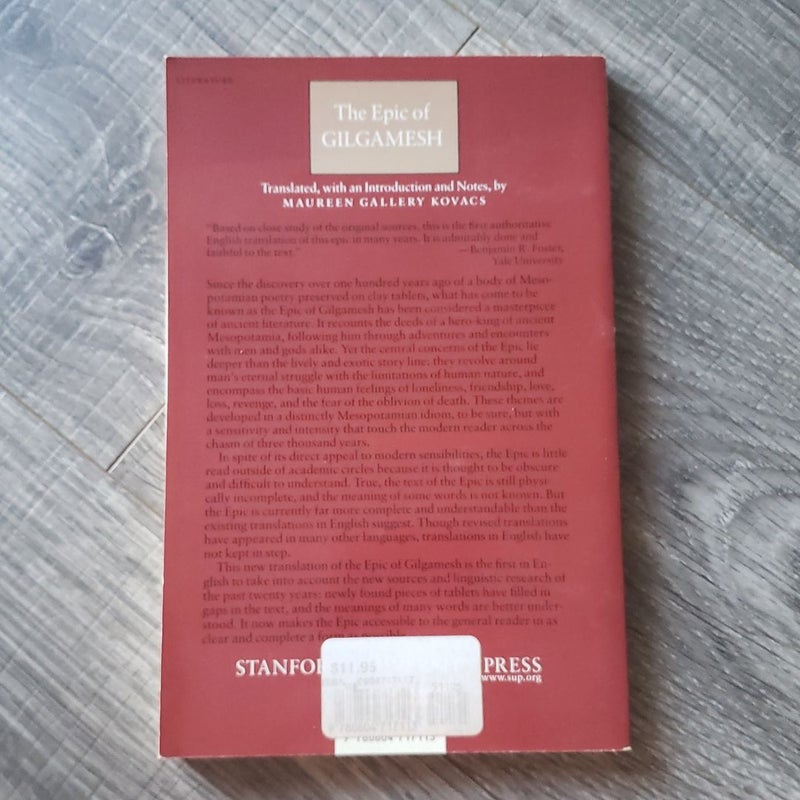 LITERATURE
The Epic of
GILGAMESH
Translated, with an Introduction and Notes, by
MAUREEN GALLERY KOVACS
"Based on close study of the original sources, this is the first authoritative
English translation of this epic in many years. It is admirably done and
faithful to the text." —Benjamin R. Foster,
Yale University
Since the discovery over one hundred years ago of a body of Meso-
potamian poetry preserved on clay tablets, what has come to be
known as the Epic of Gilgamesh has been considered a masterpiece
of ancient literature. It recounts the deeds of a hero-king of ancient
Mesopotamia, following him through adventures and encounters
with men and gods alike. Yet the central concerns of the Epic lie
deeper than the lively and exotic story line: they revolve around
man's eternal struggle with the limitations of human nature, and
encompass the basic human feelings of loneliness, friendship, love,
loss, revenge, and the fear of the oblivion of death. These themes are
developed in a distinctly Mesopotamian idiom, to be sure, but with
a sensitivity and intensity that touch the modern reader across the
chasm of three thousand years.
In spite of its direct appeal to modern sensibilities, the Epic is little
read outside of academic circles because it is thought to be obscure
and difficult to understand. True, the text of the Epic is still physi-
cally incomplete, and the meaning of some words is not known. But
the Epic is currently far more complete and understandable than the
existing translations in English suggest. Though revised translations
have appeared in many other languages, translations in English have
not kept in step.
This new translation of the Epic of Gilgamesh is the first in En-
glish to take into account the new sources and linguistic research of
the past twenty years: newly found pieces of tablets have filled in
gaps in the text, and the meanings of many words are better under-
stood. It now makes the Epic accessible to the general reader in as
clear and complete a form as possible.
STANFO PRESS
www.sup.org
$11.95
9 780804 717113